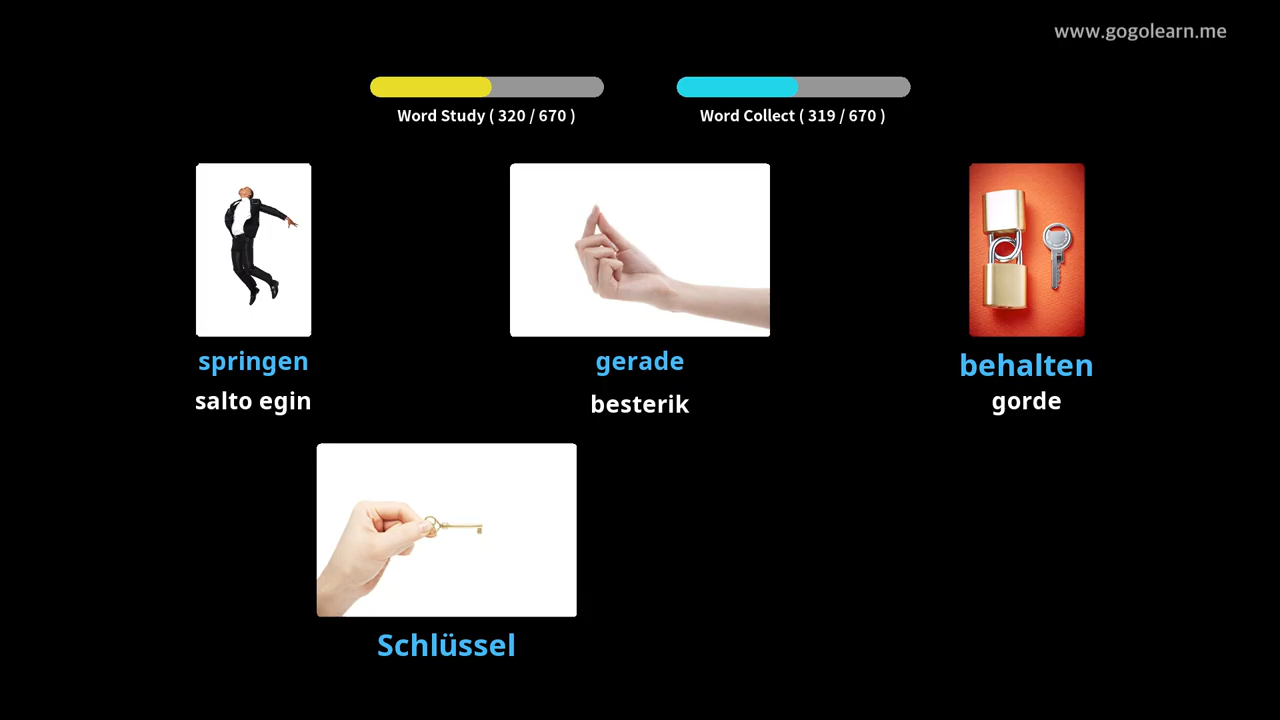 www.gogolearn.me
Word Study ( 320 / 670 )
Word Collect ( 319 / 670 )
springen
salto egin
gerade
besterik
behalten
gorde
Schlüssel